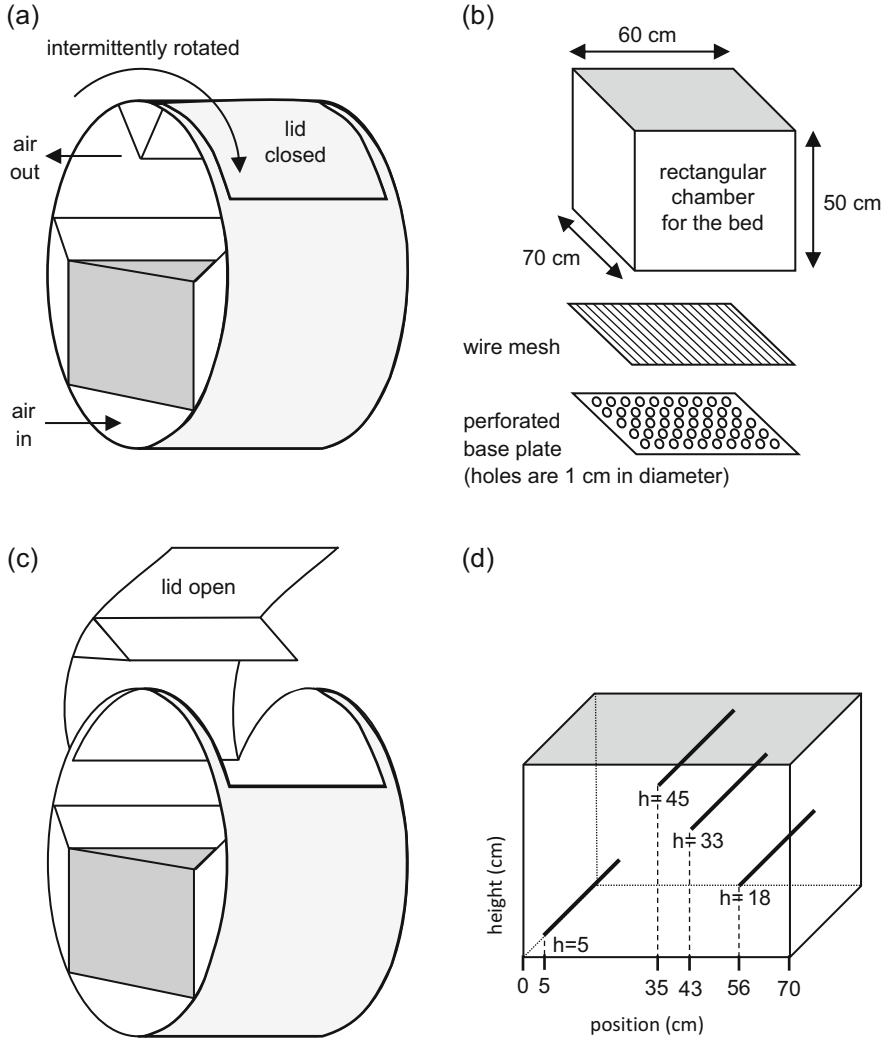 (a)
intermittently rotated
air
out
lid
closed
air
in
(b)
60 cm
rectangular
chamber
for the bed
50 cm
70 cm
wire mesh
perforated
base plate
(holes are 1 cm in diameter)
(c)
lid open
(d)
height (cm)
h= 45
h= 33
h= 18
h=5
0 5 35 43 56 70
position (cm)